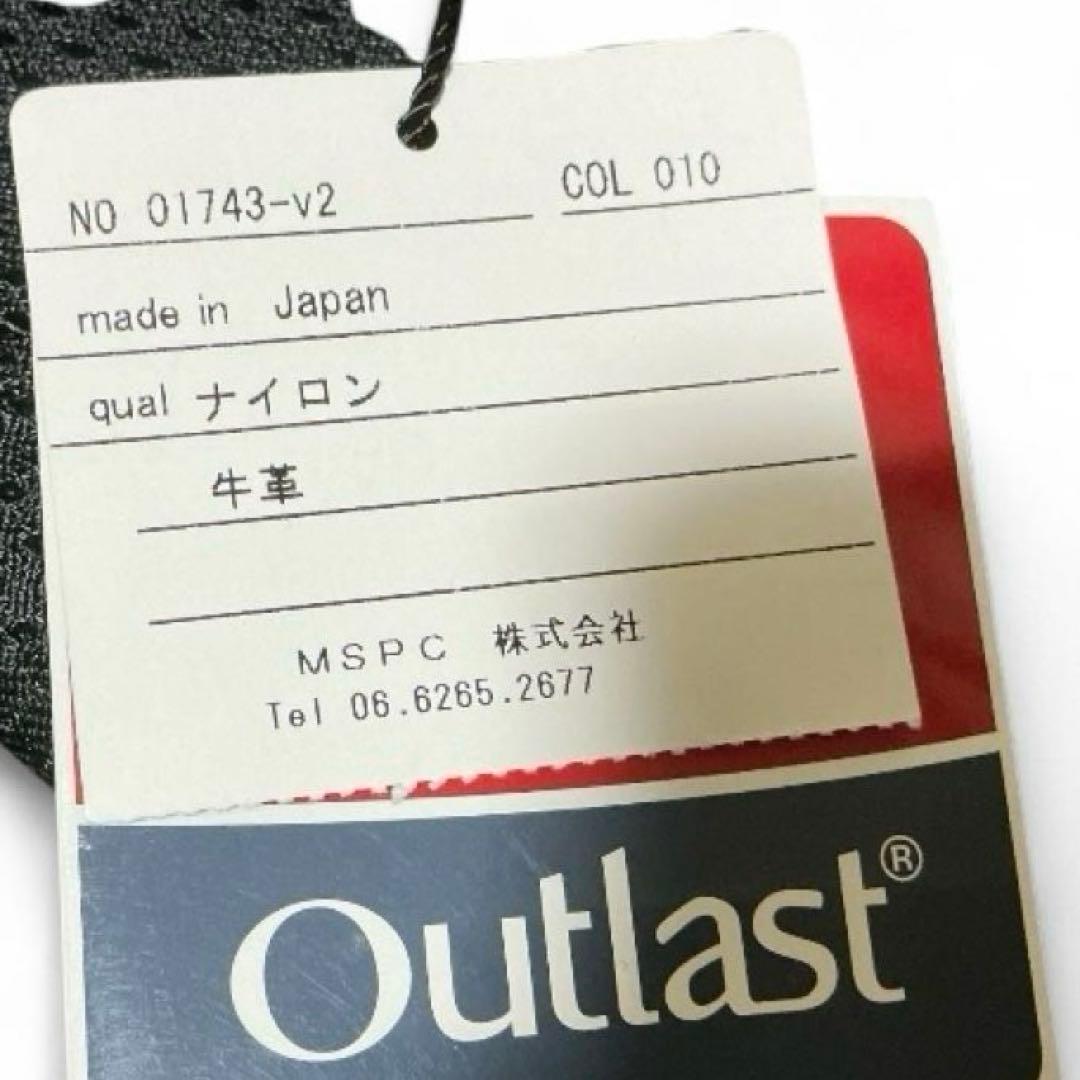 NO 01743-v2 COL 010
made in Japan
qual ナイロン
牛革
MSPC 株式会社
Tel 06.6265.2677
Outlast®